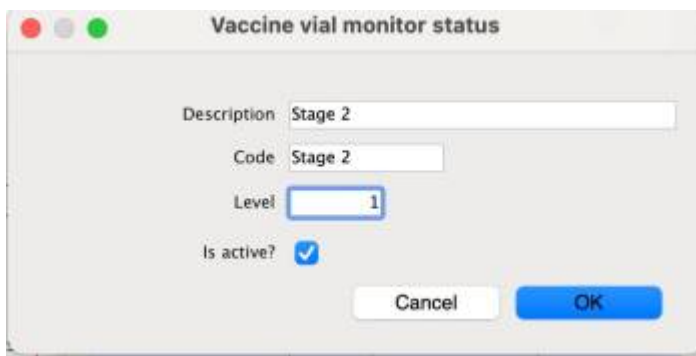 Vaccine vial monitor status
Description Stage 2
Code Stage 2
Level 1
Is active?
Cancel OK